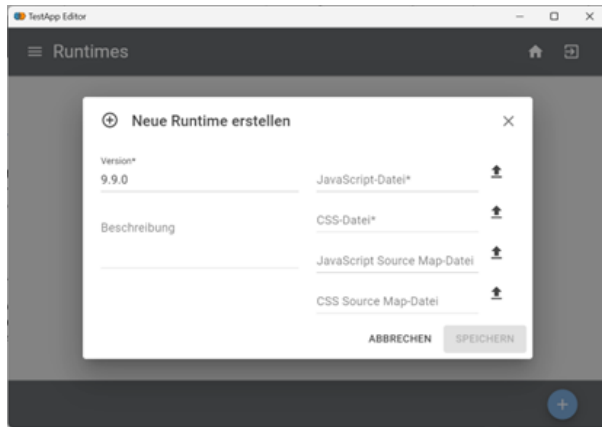 TestApp Editor
Runtimes
Neue Runtime erstellen
Version*
9.9.0
Beschreibung
JavaScript-Datei*
CSS-Datei*
JavaScript Source Map-Datei
CSS Source Map-Datei
ABBRECHEN
SPEICHERN